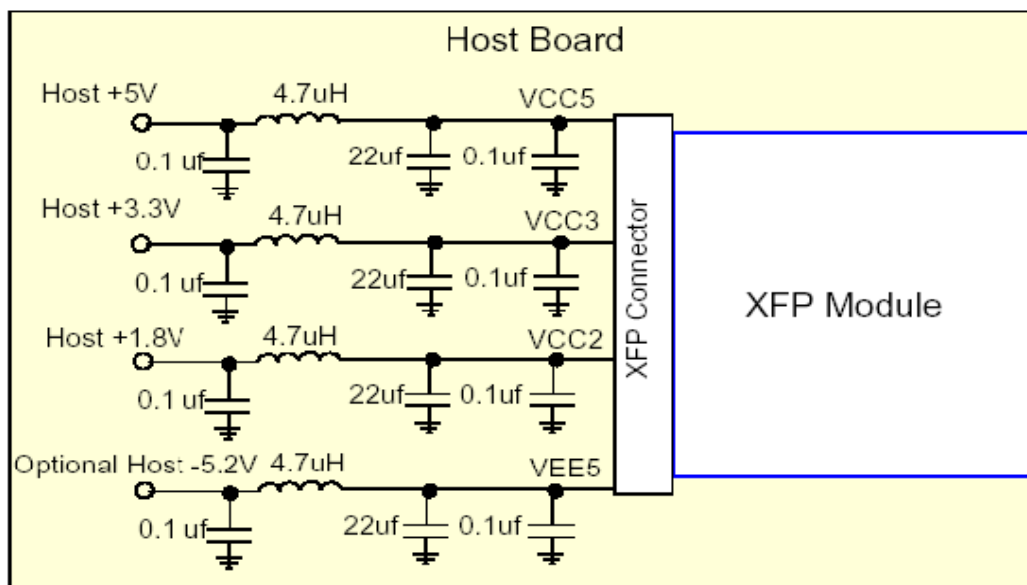 Host Board
Host +5V
4.7uH
VCC5
0.1 uf
22uf
0.1uf
Host +3.3V
4.7uH
VCC3
0.1 uf
22uf
0.1uf
Host +1.8V
4.7uH
VCC2
0.1 uf
22uf
0.1uf
Optional Host -5.2V
4.7uH
VEE5
0.1 uf
22uf
0.1uf
XFP Connector
XFP Module